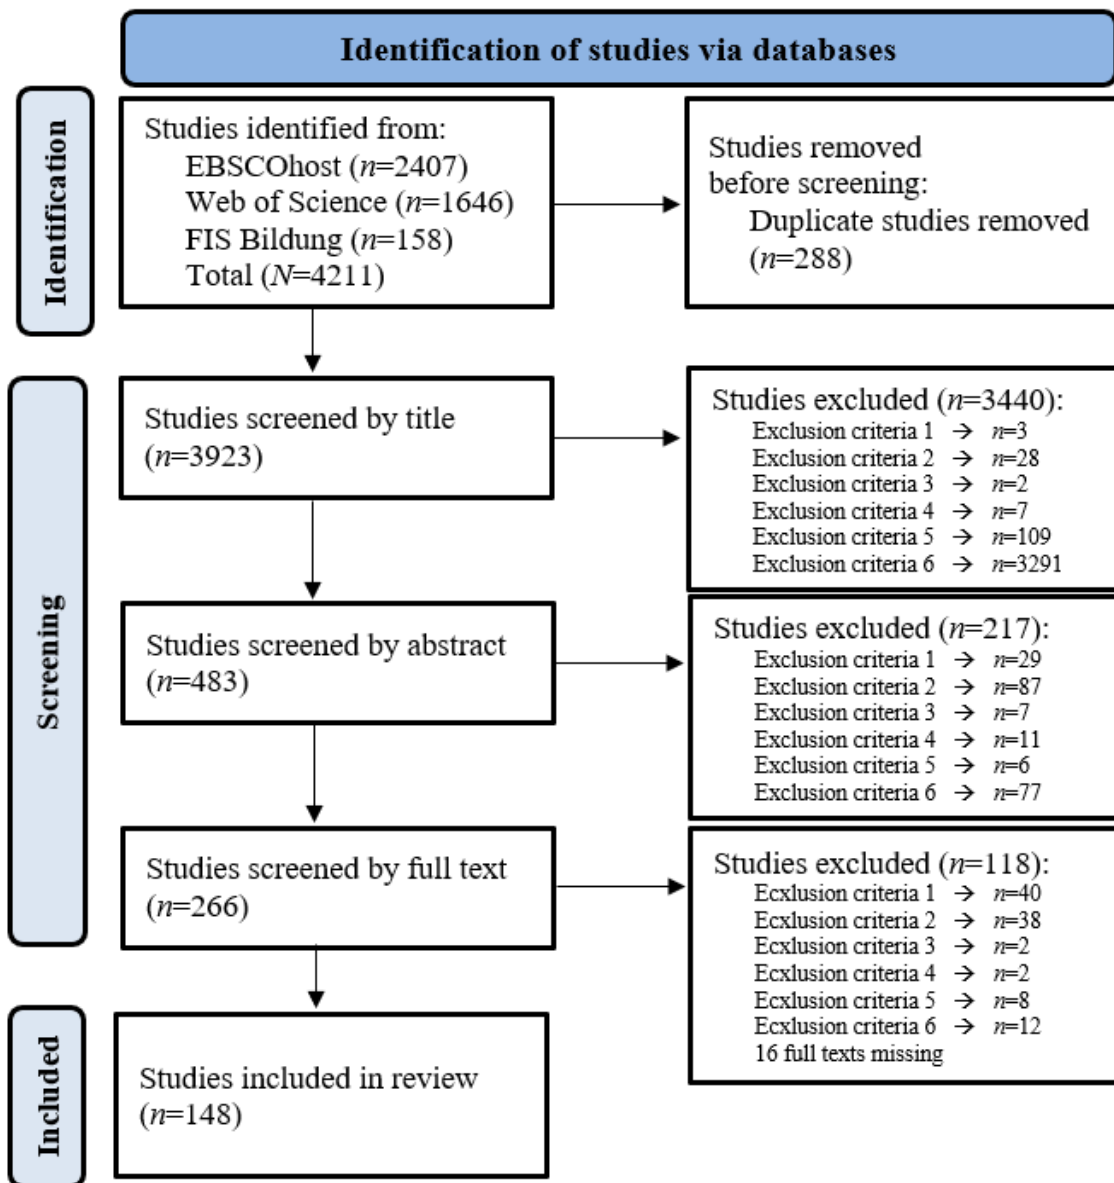 Identification of studies via databases
Identification
Studies identified from:
EBSCOhost (n=2407)
Web of Science (n=1646)
FIS Bildung (n=158)
Total (N=4211)
Studies removed
before screening:
Duplicate studies removed
(n=288)
Screening
Studies screened by title
(n=3923)
Studies excluded (n=3440):
Exclusion criteria 1 → n=3
Exclusion criteria 2 → n=28
Exclusion criteria 3 → n=2
Exclusion criteria 4 → n=7
Exclusion criteria 5 → n=109
Exclusion criteria 6 → n=3291
Studies screened by abstract
(n=483)
Studies excluded (n=217):
Exclusion criteria 1 → n=29
Exclusion criteria 2 → n=87
Exclusion criteria 3 → n=7
Exclusion criteria 4 → n=11
Exclusion criteria 5 → n=6
Exclusion criteria 6 → n=77
Studies screened by full text
(n=266)
Studies excluded (n=118):
Ecxlusion criteria 1 → n=40
Ecxlusion criteria 2 → n=38
Ecxlusion criteria 3 → n=2
Ecxlusion criteria 4 → n=2
Ecxlusion criteria 5 → n=8
Ecxlusion criteria 6 → n=12
16 full texts missing
Included
Studies included in review
(n=148)